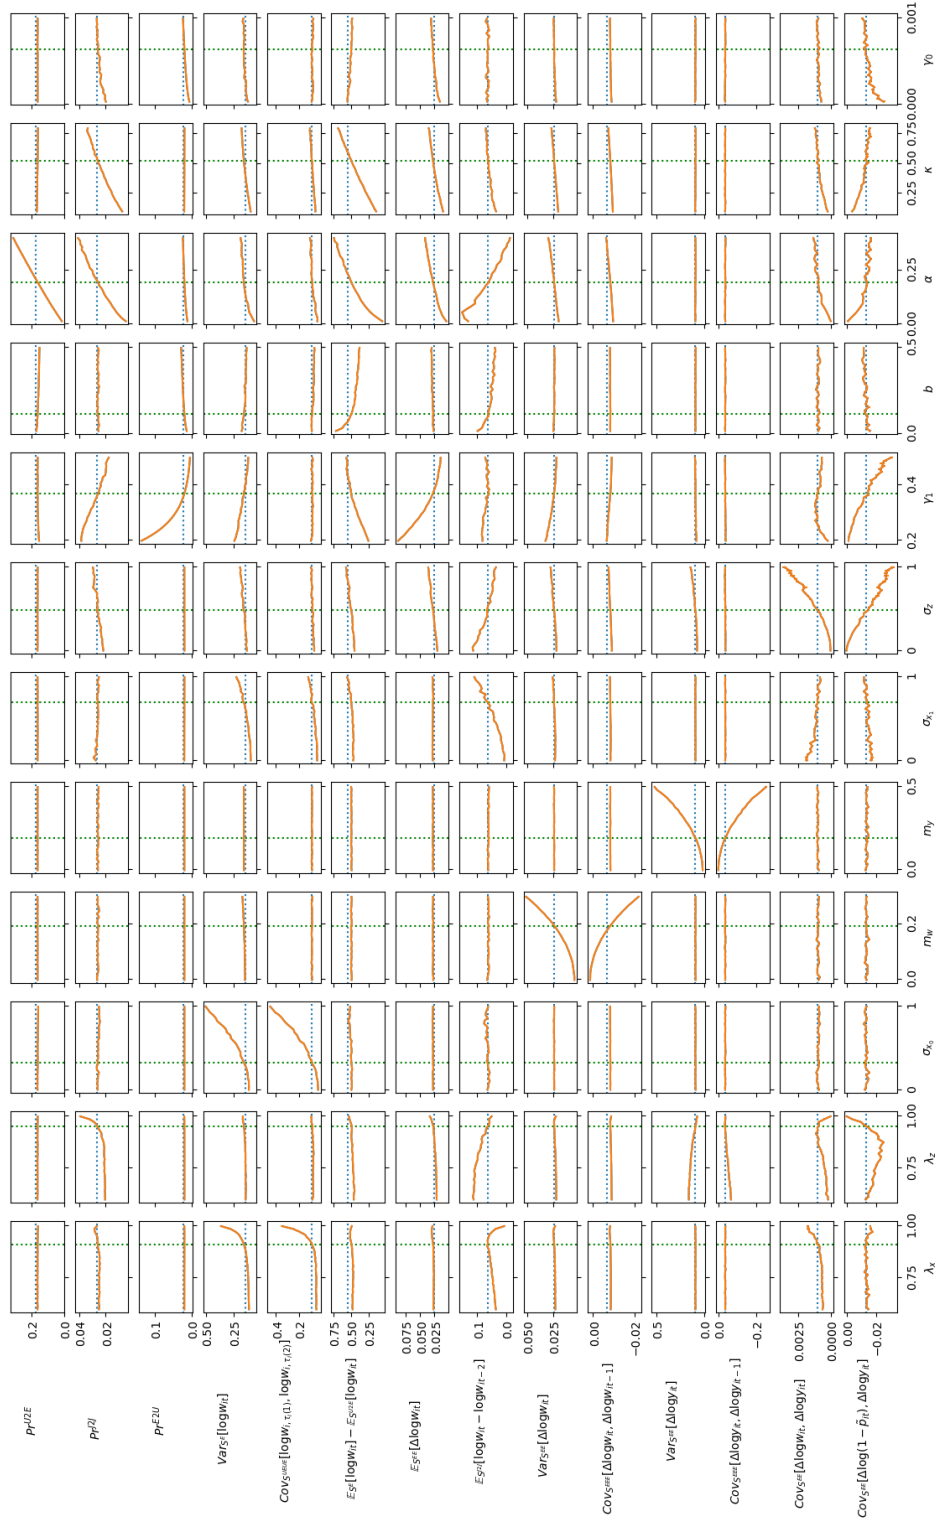 Pr^{U2E} 0.2 0.0
Pr^{J2J} 0.04 0.02
Pr^{E2U} 0.1 0.0
Var_{S^E}[log w_{it}] 0.50 0.25
Cov_{S^{UEUE}}[log w_{i, τ_i(1)}, log w_{i, τ_i(2)}] 0.4 0.2
𝔼_{S^E}[log w_{it}] − 𝔼_{S^{U2E}}[log w_{it}] 0.75 0.50 0.25
𝔼_{S^{EE}}[Δlog w_{it}] 0.075 0.050 0.025
𝔼_{S^{J2J}}[log w_{it} − log w_{it−2}] 0.1 0.0
Var_{S^{EE}}[Δlog w_{it}] 0.050 0.025
Cov_{S^{EEE}}[Δlog w_{it}, Δlog w_{it−1}] 0.00 −0.02
Var_{S^{EE}}[Δlog y_{it}] 0.5 0.0
Cov_{S^{EEE}}[Δlog y_{it}, Δlog y_{it−1}] 0.0 −0.2
Cov_{S^{EE}}[Δlog w_{it}, Δlog y_{it}] 0.0025 0.0000
Cov_{S^{EE}}[Δlog(1 − p̃_{it}), Δlog y_{it}] 0.00 −0.02
0.75 1.00 0.75 1.00 0 1 0.0 0.2 0.0 0.5 0 1 0 1 0.2 0.4 0.0 0.5 0.00 0.25 0.25 0.50 0.75 0.000 0.001
λ_x λ_z σ_{x_0} m_w m_y σ_{x_1} σ_z γ_1 b α κ γ_0